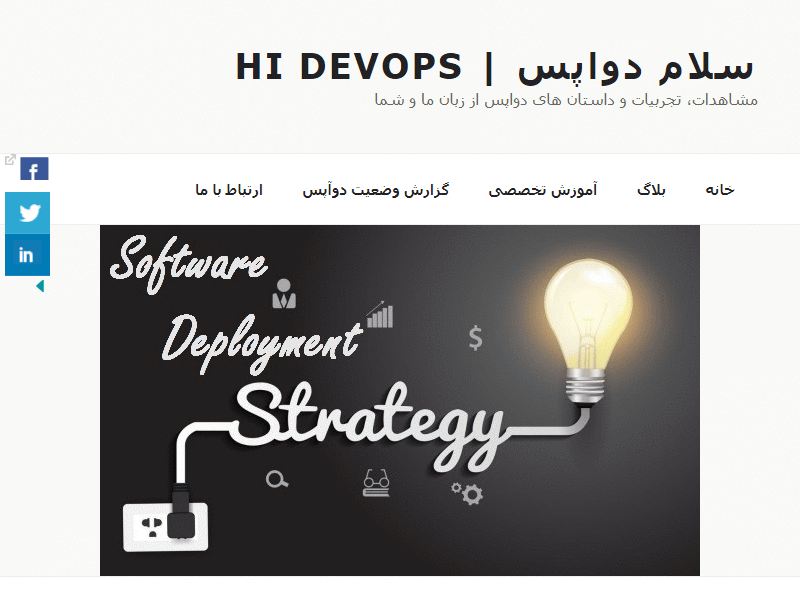 سلام دواپس | HI DEVOPS
مشاهدات، تجربیات و داستان های دواپس از زبان ما و شما
خانه بلاگ آموزش تخصصی گزارش وضعیت دوآپس ارتباط با ما
f
in
Software
Deployment
$
Strategy